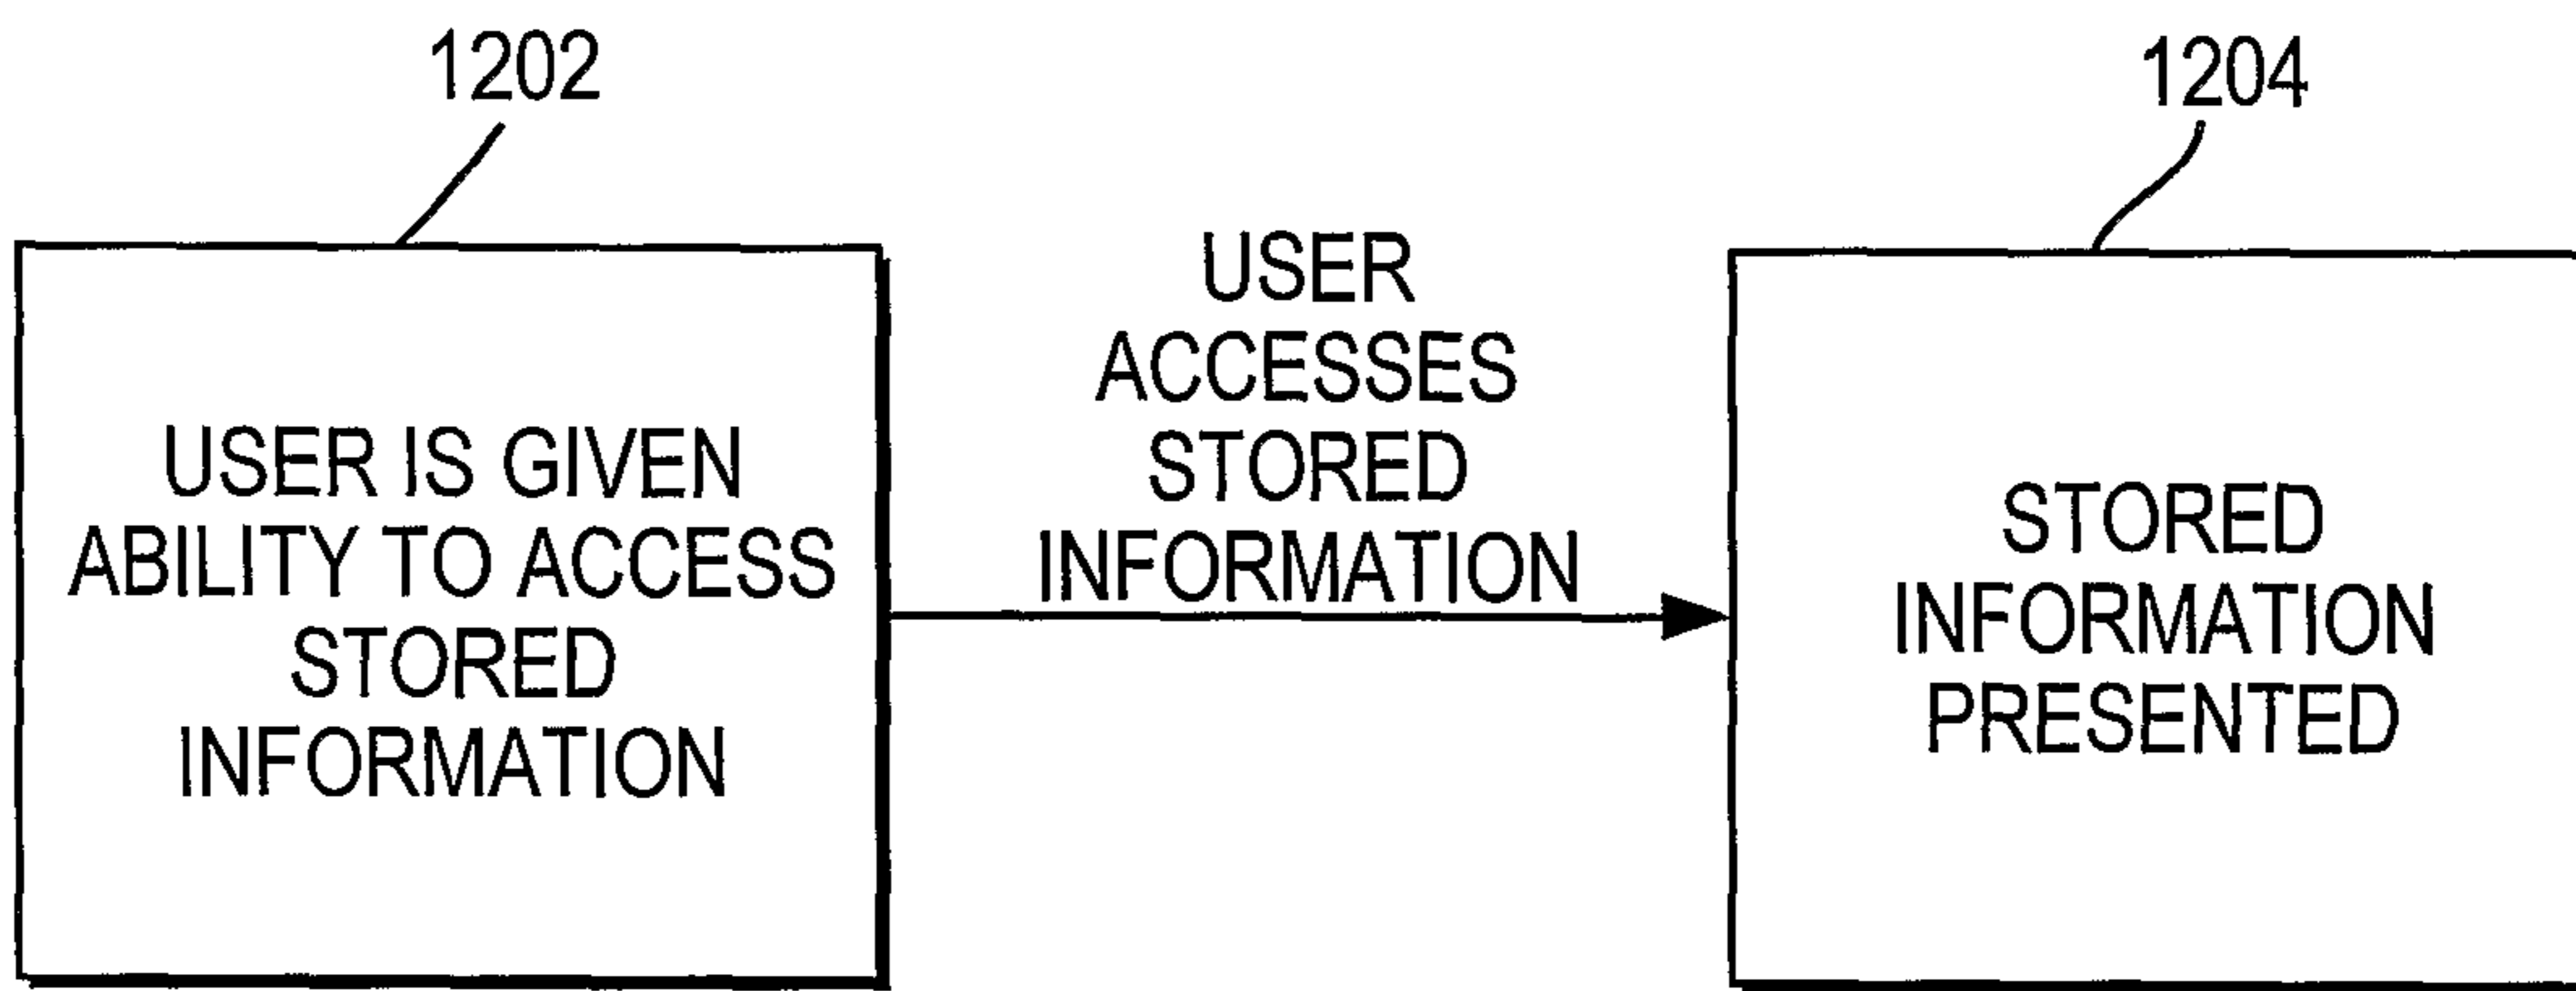 1202
USER IS GIVEN
ABILITY TO ACCESS
STORED
INFORMATION
USER
ACCESSES
STORED
INFORMATION
1204
STORED
INFORMATION
PRESENTED